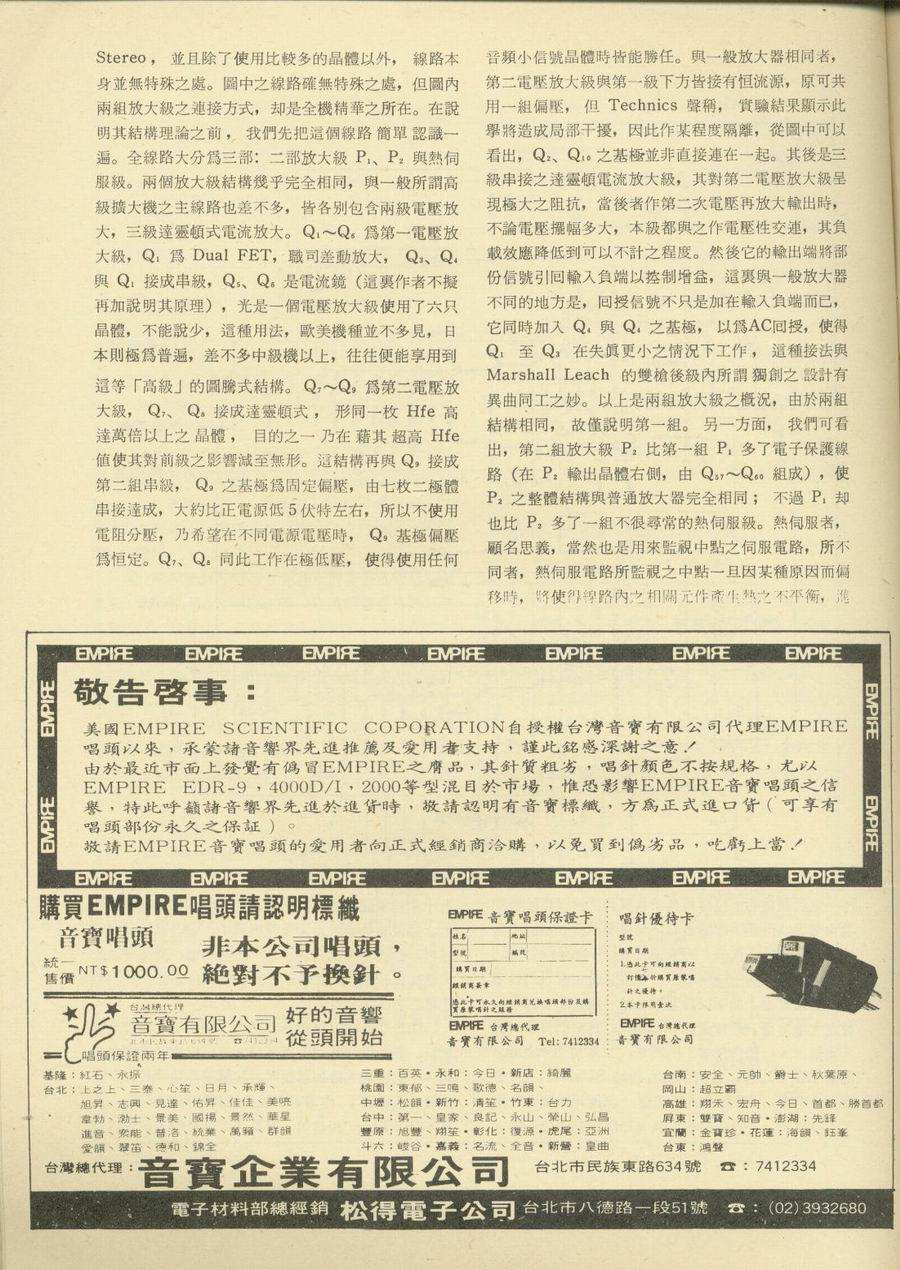 Stereo， 並且除了使用比較多的晶體以外， 線路本
身並無特殊之處。圖中之線路確無特殊之處，但圖內
兩組放大級之連接方式，却是全機精華之所在。在說
明其結構理論之前， 我們先把這個線路簡單認識一
遍。全線路大分爲三部：二部放大級 P₁、P₂ 與熱伺
服級。兩個放大級結構幾乎完全相同，與一般所謂高
級擴大機之主線路也差不多，皆各別包含兩級電壓放
大，三級達靈頓式電流放大。Q₁～Q₆ 爲第一電壓放
大級，Q₁ 爲 Dual FET，職司差動放大， Q₃、Q₄
與 Q₁ 接成串級，Q₅、Q₆ 是電流鏡（這裏作者不擬
再加說明其原理），光是一個電壓放大級使用了六只
晶體，不能說少，這種用法，歐美機種並不多見，日
本則極爲普遍，差不多中級機以上，往往便能享用到
這等「高級」的圖騰式結構。Q₇～Q₉ 爲第二電壓放
大級， Q₇、 Q₈ 接成達靈頓式， 形同一枚 Hfe 高
達萬倍以上之晶體， 目的之一乃在藉其超高 Hfe
値使其對前級之影響減至無形。這結構再與 Q₉ 接成
第二組串級， Q₉ 之基極爲固定偏壓，由七枚二極體
串接達成，大約比正電源低５伏特左右，所以不使用
電阻分壓，乃希望在不同電源電壓時， Q₉ 基極偏壓
爲恒定。Q₇、Q₈ 同此工作在極低壓，使得使用任何
音頻小信號晶體時皆能勝任。與一般放大器相同者，
第二電壓放大級與第一級下方皆接有恒流源，原可共
用一組偏壓，但 Technics 聲稱， 實驗結果顯示此
擧將造成局部干擾，因此作某程度隔離，從圖中可以
看出，Q₂、Q₁₀ 之基極並非直接連在一起。其後是三
級串接之達靈頓電流放大級，其對第二電壓放大級呈
現極大之阻抗，當後者作第二次電壓再放大輸出時，
不論電壓擺幅多大，本級都與之作電壓性交連，其負
載效應降低到可以不計之程度。然後它的輸出端將部
份信號引囘輸入負端以控制增益，這裏與一般放大器
不同的地方是，囘授信號不只是加在輸入負端而已，
它同時加入 Q₄ 與 Q₄ 之基極，以爲AC囘授，使得
Q₁ 至 Q₃ 在失眞更小之情況下工作， 這種接法與
Marshall Leach 的雙槍後級內所謂獨創之設計有
異曲同工之妙。以上是兩組放大級之槪況，由於兩組
結構相同， 故僅說明第一組。另一方面， 我們可看
出，第二組放大級 P₂ 比第一組 P₁ 多了電子保護線
路（在 P₂ 輸出晶體右側，由 Q₅₇～Q₆₀ 組成），使
P₂ 之整體結構與普通放大器完全相同； 不過 P₁ 却
也比 P₂ 多了一組不很尋常的熱伺服級。熱伺服者，
顧名思義，當然也是用來監視中點之伺服電路，所不
同者，熱伺服電路所監視之中點一旦因某種原因而偏
移時，將使得線路內之相關元件產生熱之不平衡，進
EMPIRE EMPIRE EMPIRE EMPIRE EMPIRE EMPIRE EMPIRE
EMPIRE EMPIRE
EMPIRE EMPIRE
敬告啓事：
美國EMPIRE SCIENTIFIC COPORATION自授權台灣音寶有限公司代理EMPIRE
唱頭以來，承蒙諸音響界先進推薦及愛用者支持，謹此銘感深謝之意！
由於最近市面上發覺有僞冒EMPIRE之膺品，其針質粗劣，唱針顏色不按規格，尤以
EMPIRE EDR-9，4000D/I，2000等型混目於市場，惟恐影響EMPIRE音寶唱頭之信
譽，特此呼籲諸音響界先進於進貨時，敬請認明有音寶標纖，方爲正式進口貨（可享有
唱頭部份永久之保証）。
敬請EMPIRE音寶唱頭的愛用者向正式經銷商洽購，以免買到僞劣品，吃虧上當！
EMPIRE EMPIRE EMPIRE EMPIRE EMPIRE EMPIRE EMPIRE
購買EMPIRE唱頭請認明標纖
音寶唱頭
統一售價 NT$1000.00
非本公司唱頭，
絶對不予換針。
台灣總代理
音寶有限公司
唱頭保證兩年
好的音響
從頭開始
EMPIRE 音寶唱頭保證卡
姓名 地址
型號 編號
購買日期
經銷商蓋章
EMPIRE 台灣總代理
音寶有限公司 Tel:7412334
唱針優待卡
型號
購買日期
EMPIRE 台灣總代理
音寶有限公司
基隆：紅石、永振
台北：上之上、三泰、心笙、日月、承輝、
旭昇、志興、見達、佑昇、佳佳、美喨
韋勃、渤士、景美、國揚、景然、華星
進音、衆能、普洛、統業、萬籟、群韻
愛韻、翠笛、德和、錦全
三重：百英・永和：今日・新店：綺麗
桃園：東郁、三鳴、歌德、名韻、
中壢：松韻・新竹：清笙・竹東：台力
台中：第一、皇家、良記、永山、榮山、弘昌
豐原：旭豐、翔笙・彰化：復源・虎尾：亞洲
斗六：峻谷・嘉義：名流、全音・新營：皇曲
台南：安全、元帥、爵士、秋葉原、
岡山：超立霸
高雄：翔禾、宏舟、今日、首都、勝首都
屏東：雙寶、知音・澎湖：先鋒
宜蘭：金寶珍・花蓮：海韻、鈺峯
台東：鴻聲
台灣總代理：音寶企業有限公司 台北市民族東路634號 ☎：7412334
電子材料部總經銷 松得電子公司 台北市八德路一段51號 ☎：(02)3932680